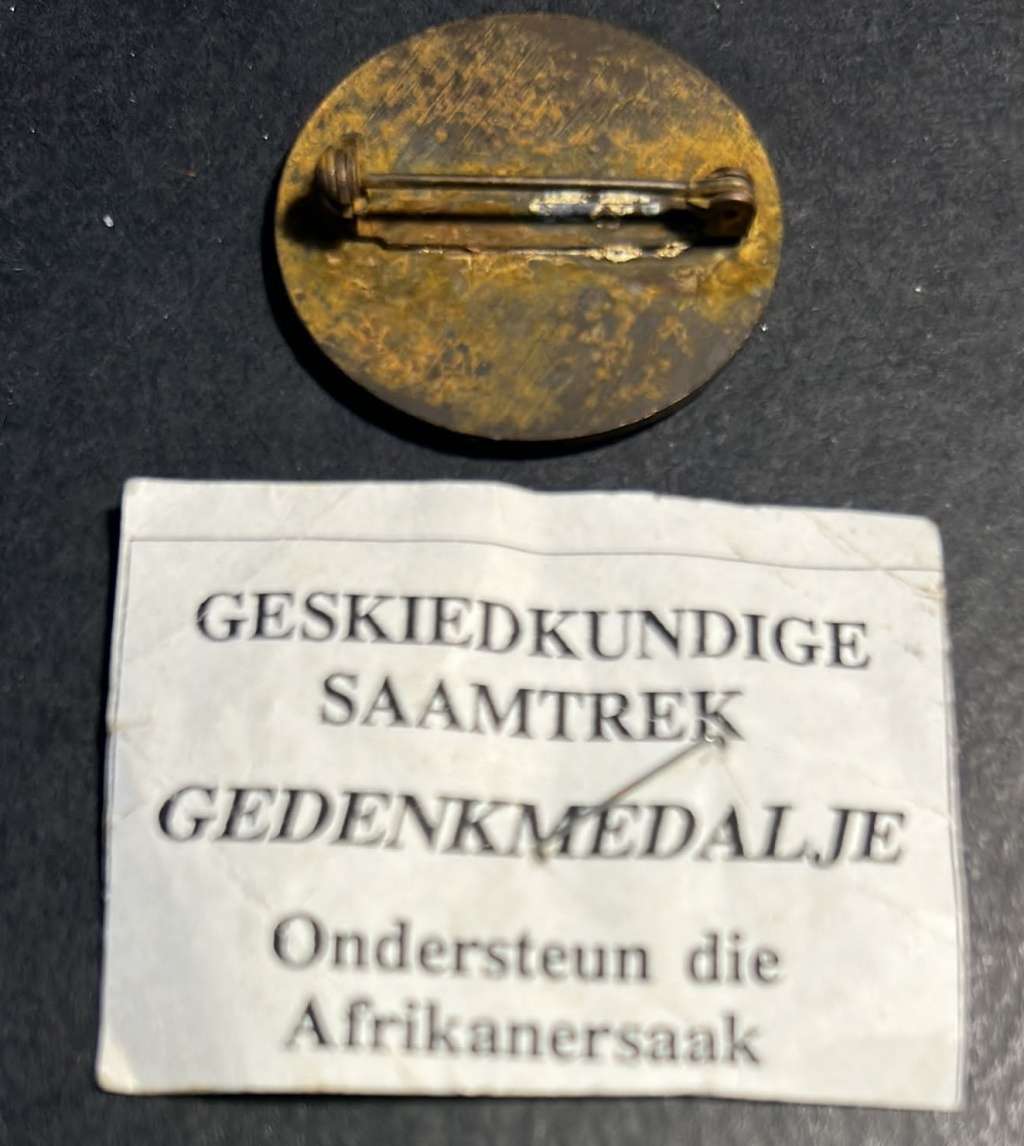 GESKIEDKUNDIGE
SAAMTREK
GEDENKMEDALJE
Ondersteun die
Afrikanersaak